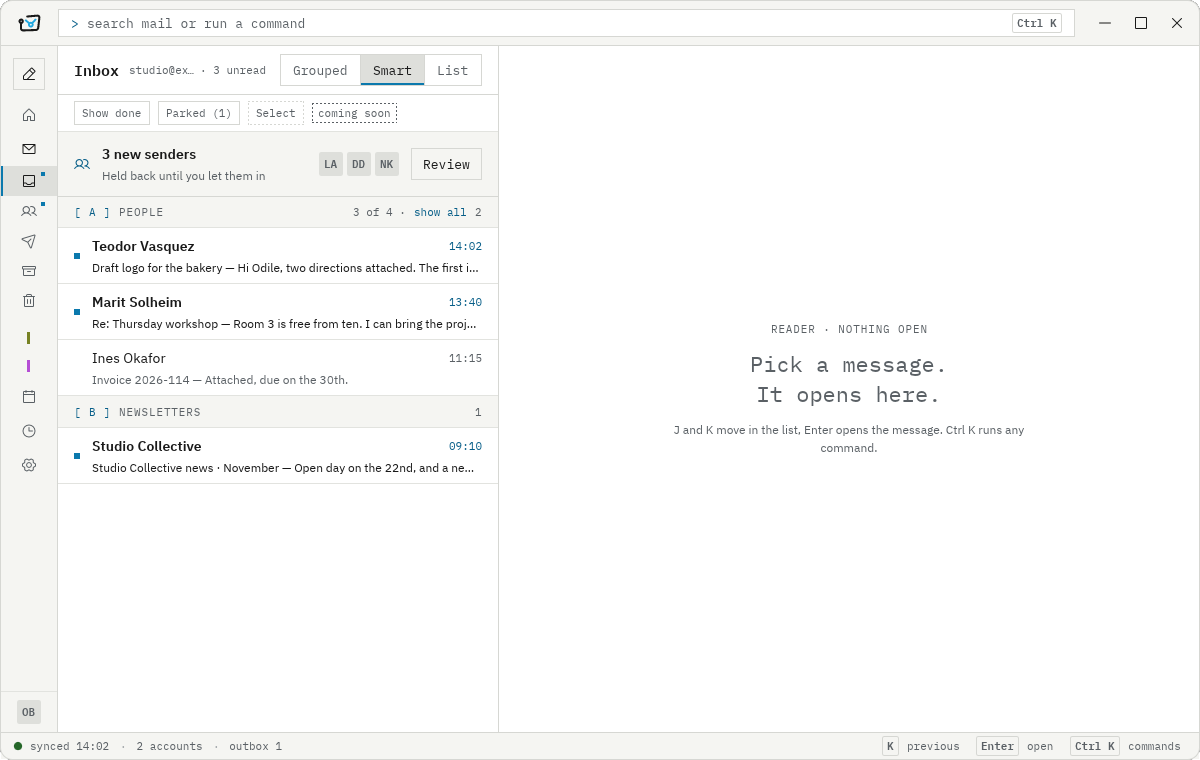 > search mail or run a command Ctrl K
Inbox studio@ex… · 3 unread Grouped Smart List
Show done Parked (1) Select coming soon
3 new senders
Held back until you let them in
LA DD NK Review
[ A ] PEOPLE 3 of 4 · show all 2
Teodor Vasquez 14:02
Draft logo for the bakery — Hi Odile, two directions attached. The first i…
Marit Solheim 13:40
Re: Thursday workshop — Room 3 is free from ten. I can bring the proj…
Ines Okafor 11:15
Invoice 2026-114 — Attached, due on the 30th.
[ B ] NEWSLETTERS 1
Studio Collective 09:10
Studio Collective news · November — Open day on the 22nd, and a ne…
READER · NOTHING OPEN
Pick a message.
It opens here.
J and K move in the list, Enter opens the message. Ctrl K runs any
command.
OB
synced 14:02 · 2 accounts · outbox 1 K previous Enter open Ctrl K commands